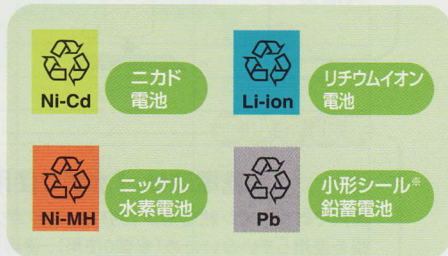 Ni-Cd
ニカド
電池
Li-ion
リチウムイオン
電池
Ni-MH
ニッケル
水素電池
Pb
小形シール※
鉛蓄電池